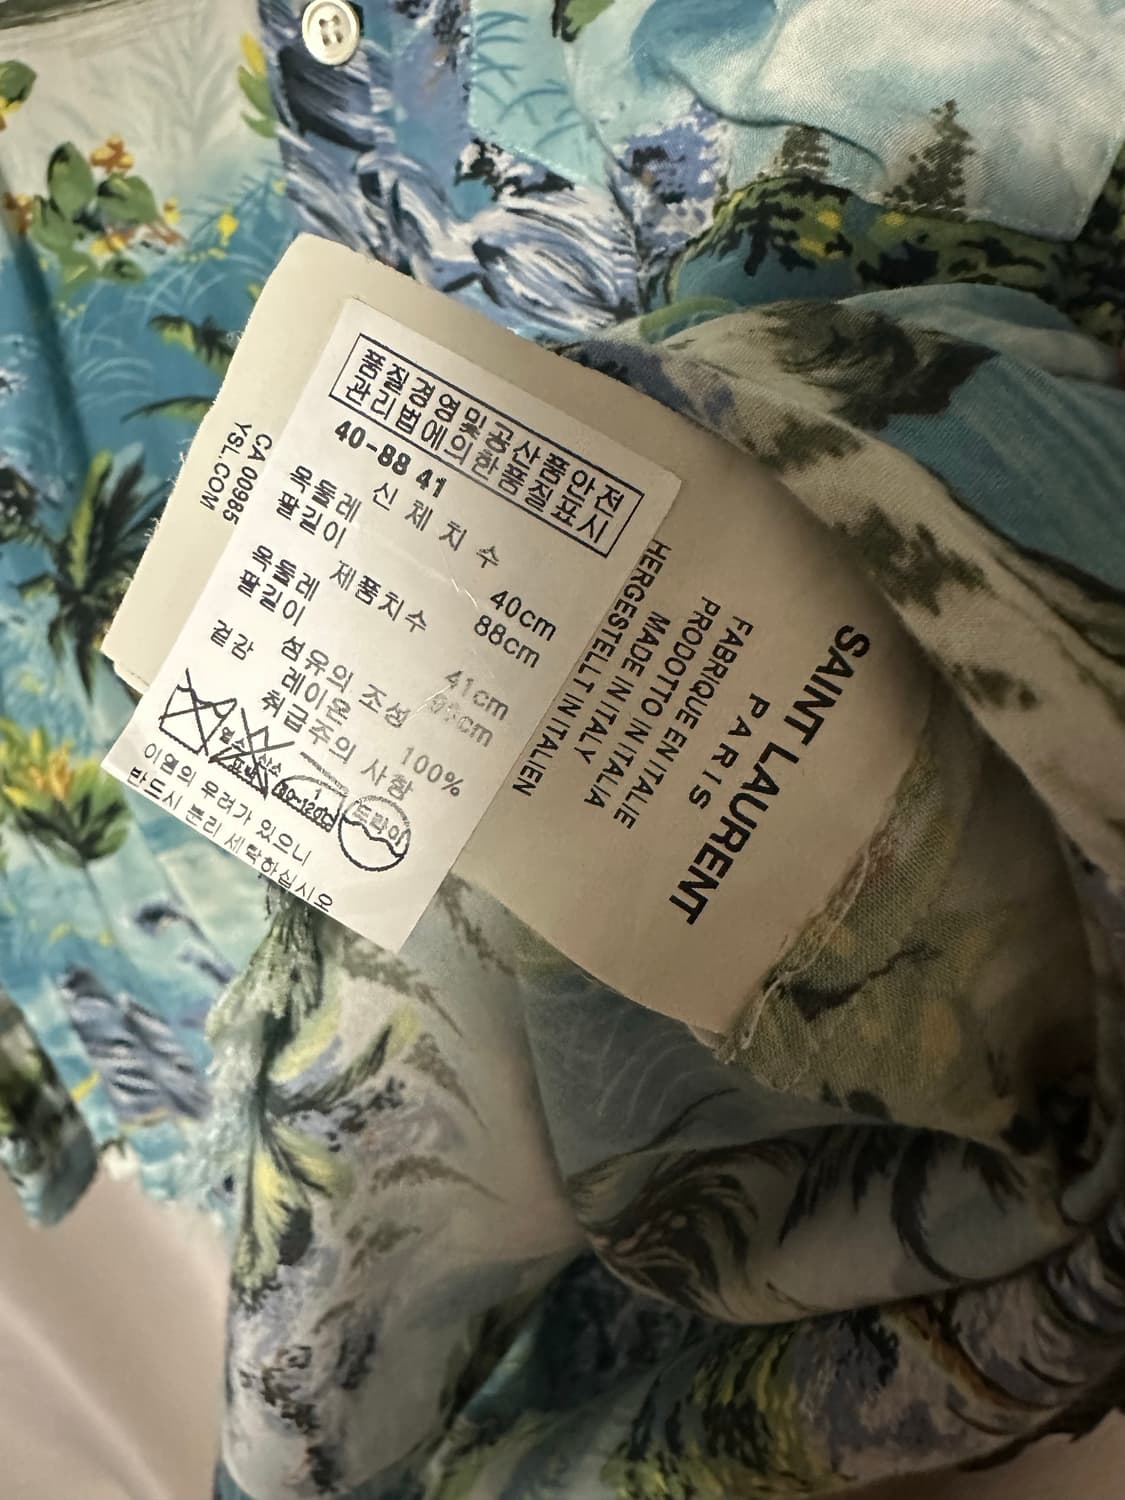 품질경영및공산품안전
관리법에의한품질표시
40-88 41
신체치수
목둘레 40cm
팔길이 88cm
제품치수
목둘레 41cm
팔길이
섬유의 조성
겉감 레이온 100%
취급주의 사항
드라이
이염의 우려가 있으니
반드시 분리 세탁하십시오
CA 00985
YSL.COM
SAINT LAURENT
PARIS
FABRIQUE EN ITALIE
PRODOTTO IN ITALIA
MADE IN ITALY
HERGESTELLT IN ITALIEN